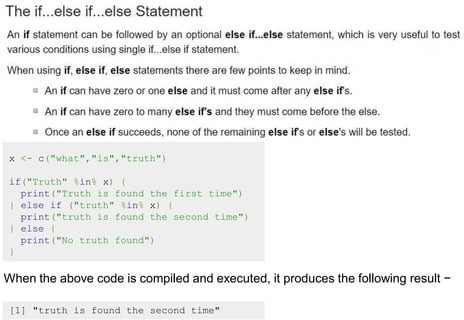 The if...else if...else Statement
An if statement can be followed by an optional else if...else statement, which is very useful to test
various conditions using single if...else if statement.
When using if, else if, else statements there are few points to keep in mind.
An if can have zero or one else and it must come after any else if's.
An if can have zero to many else if's and they must come before the else.
Once an else if succeeds, none of the remaining else if's or else's will be tested.
x <- c("what","is","truth")
if("Truth" %in% x) {
print("Truth is found the first time")
} else if ("truth" %in% x) {
print("truth is found the second time")
} else {
print("No truth found")
}
When the above code is compiled and executed, it produces the following result −
[1] "truth is found the second time"